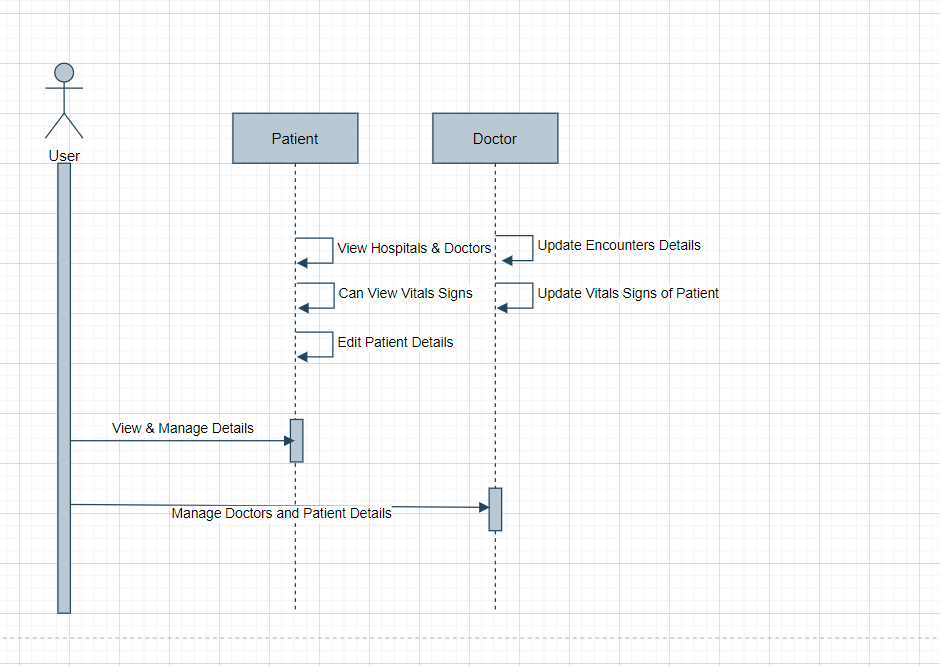 User
Patient
Doctor
View Hospitals & Doctors
Update Encounters Details
Can View Vitals Signs
Update Vitals Signs of Patient
Edit Patient Details
View & Manage Details
Manage Doctors and Patient Details